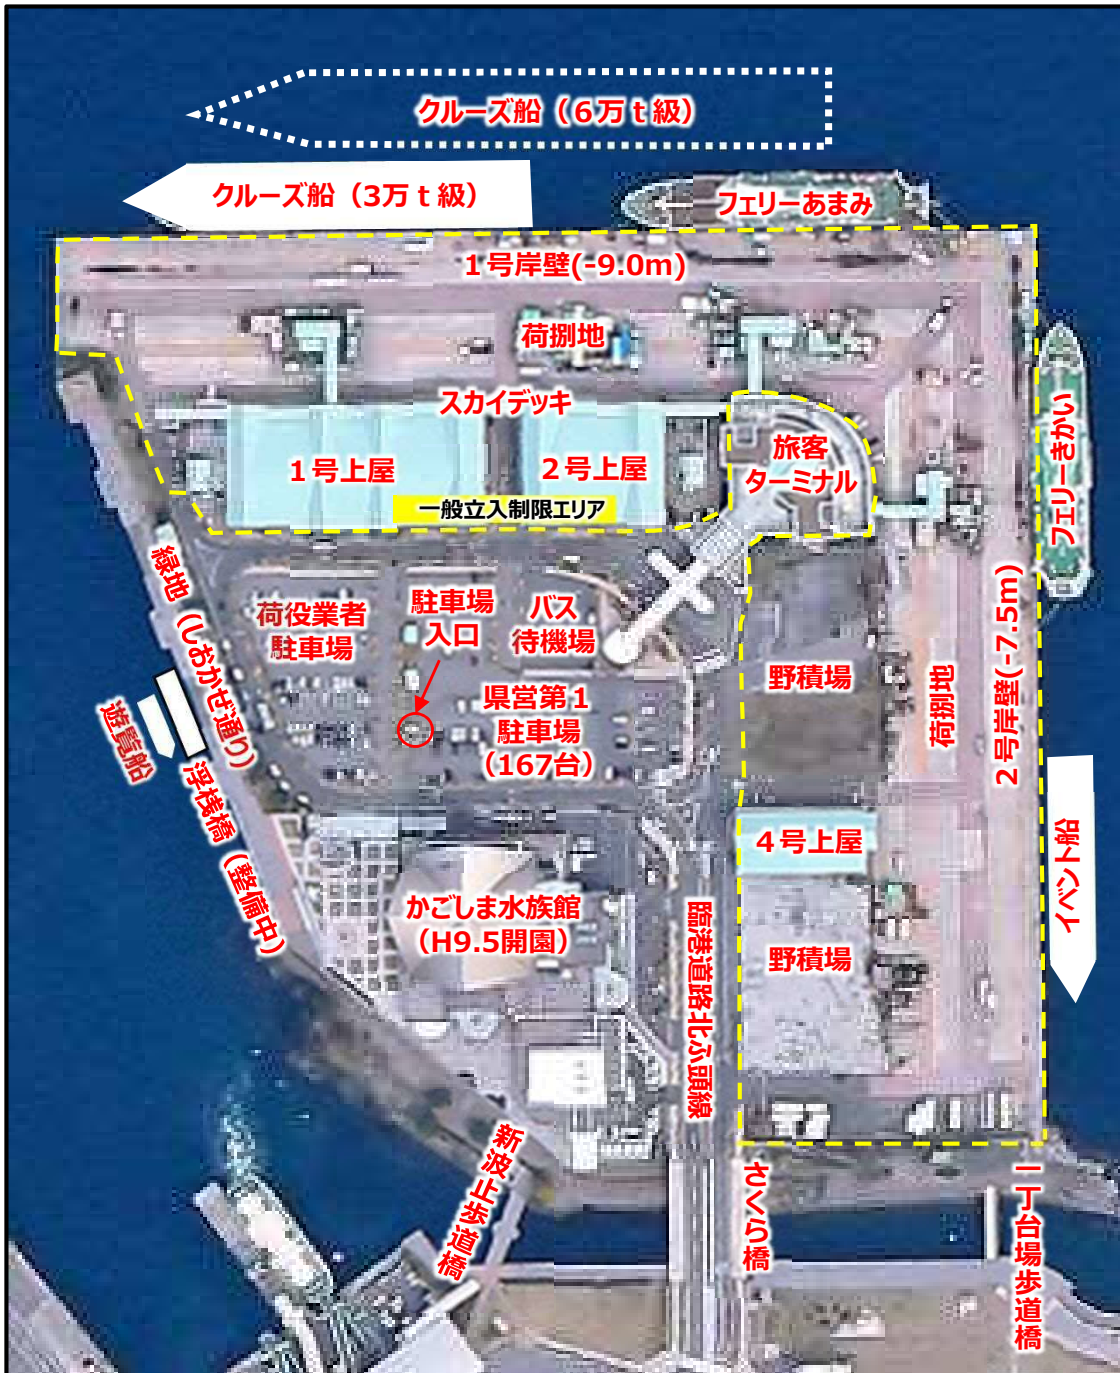 クルーズ船（６万ｔ級）
クルーズ船（3万ｔ級）
フェリーあまみ
１号岸壁(-9.0m)
荷捌地
スカイデッキ
旅客
ターミナル
１号上屋
２号上屋
一般立入制限エリア
フェリーきかい
緑地（しおかぜ通り）
荷役業者
駐車場
駐車場
入口
バス
待機場
野積場
荷捌地
２号岸壁(-7.5m)
県営第１
駐車場
（167台）
遊覧船
浮桟橋（整備中）
４号上屋
イベント船
かごしま水族館
（H9.5開園）
臨港道路北ふ頭線
野積場
新波止歩道橋
さくら橋
一丁台場歩道橋